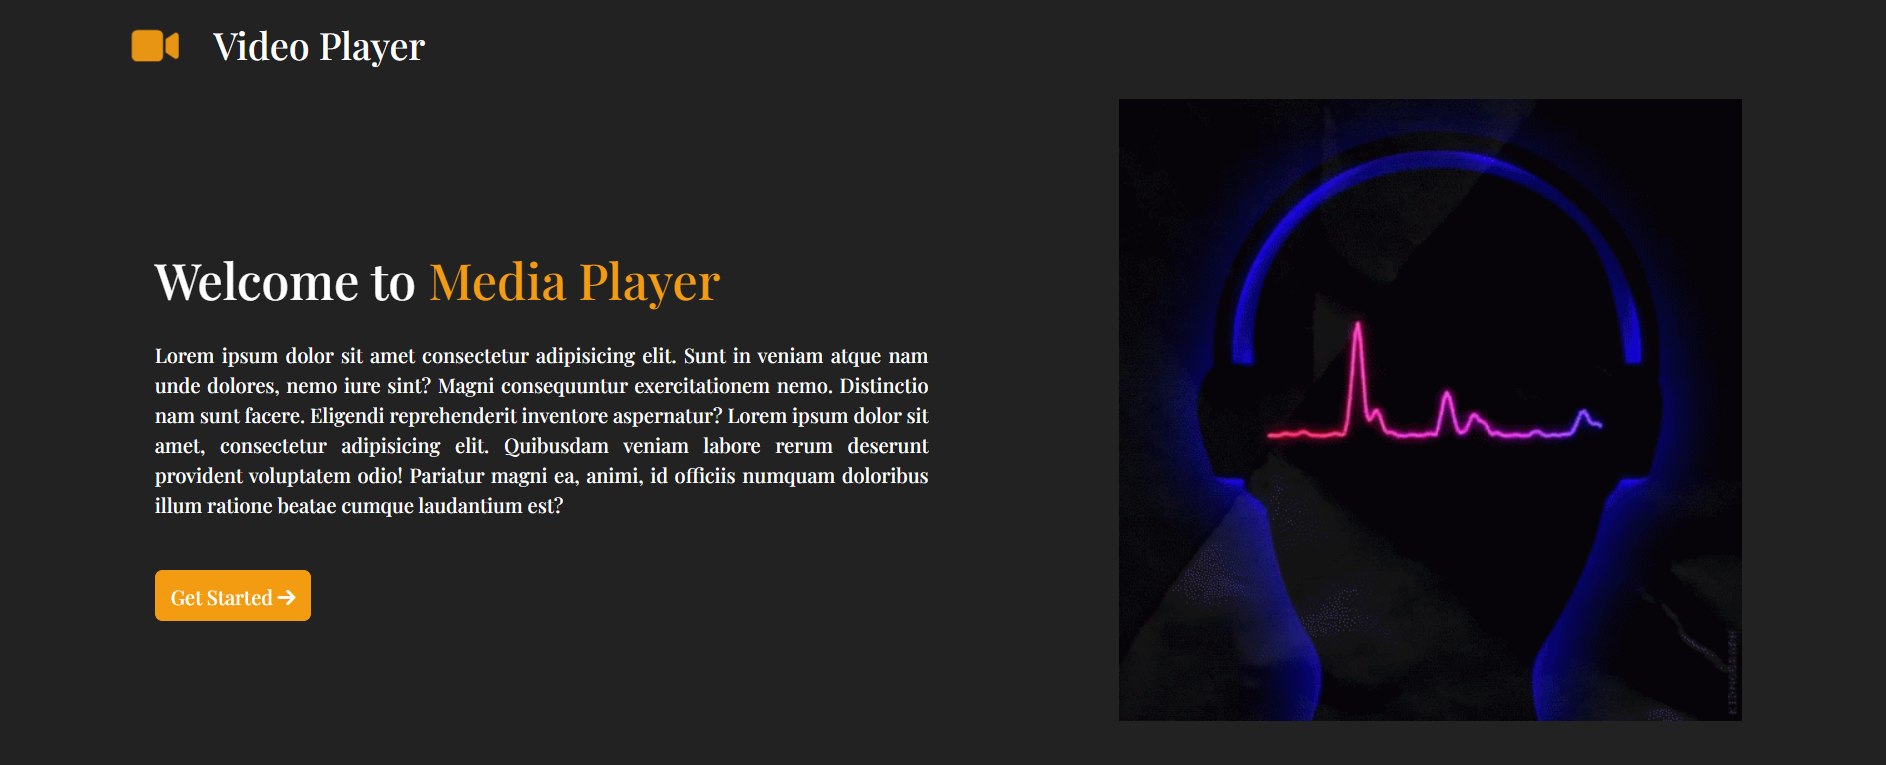 Video Player
Welcome to Media Player
Lorem ipsum dolor sit amet consectetur adipisicing elit. Sunt in veniam atque nam
unde dolores, nemo iure sint? Magni consequuntur exercitationem nemo. Distinctio
nam sunt facere. Eligendi reprehenderit inventore aspernatur? Lorem ipsum dolor sit
amet, consectetur adipisicing elit. Quibusdam veniam labore rerum deserunt
provident voluptatem odio! Pariatur magni ea, animi, id officiis numquam doloribus
illum ratione beatae cumque laudantium est?
Get Started
KIDMOGRAPH